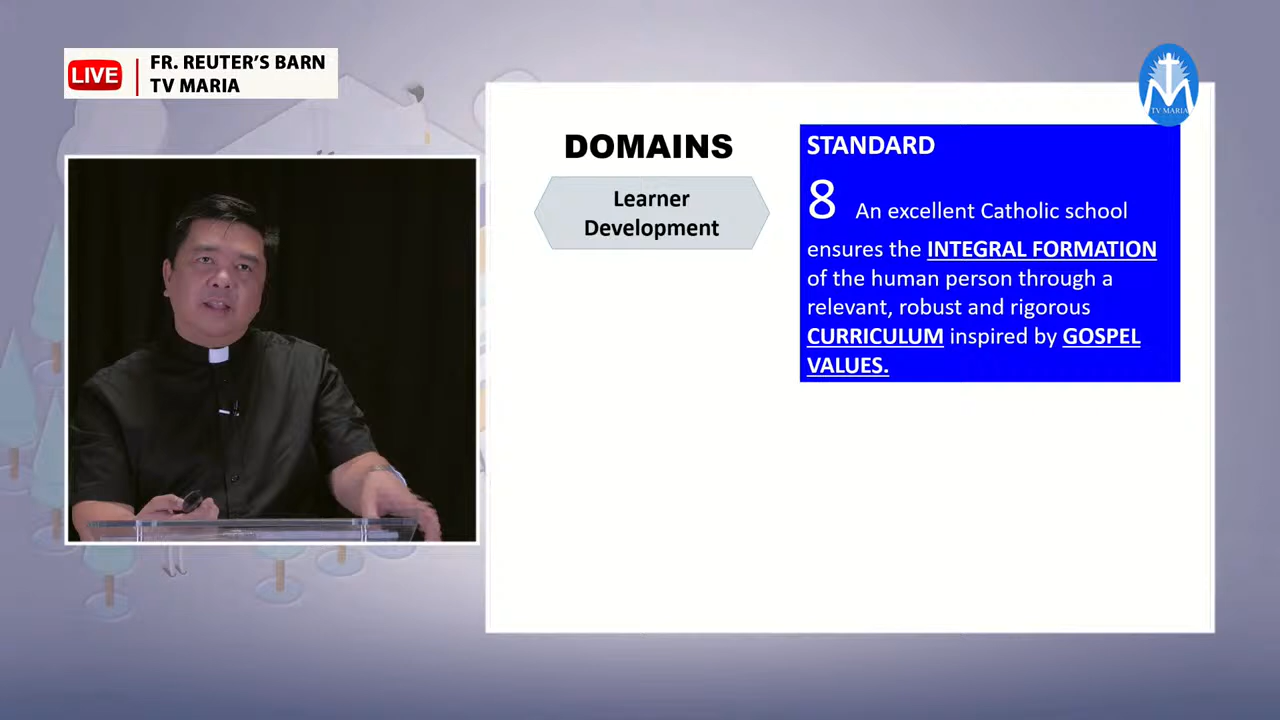 LIVE
FR. REUTER'S BARN
TV MARIA
TV MARIA
DOMAINS
Learner
Development
STANDARD
8 An excellent Catholic school
ensures the INTEGRAL FORMATION
of the human person through a
relevant, robust and rigorous
CURRICULUM inspired by GOSPEL
VALUES.